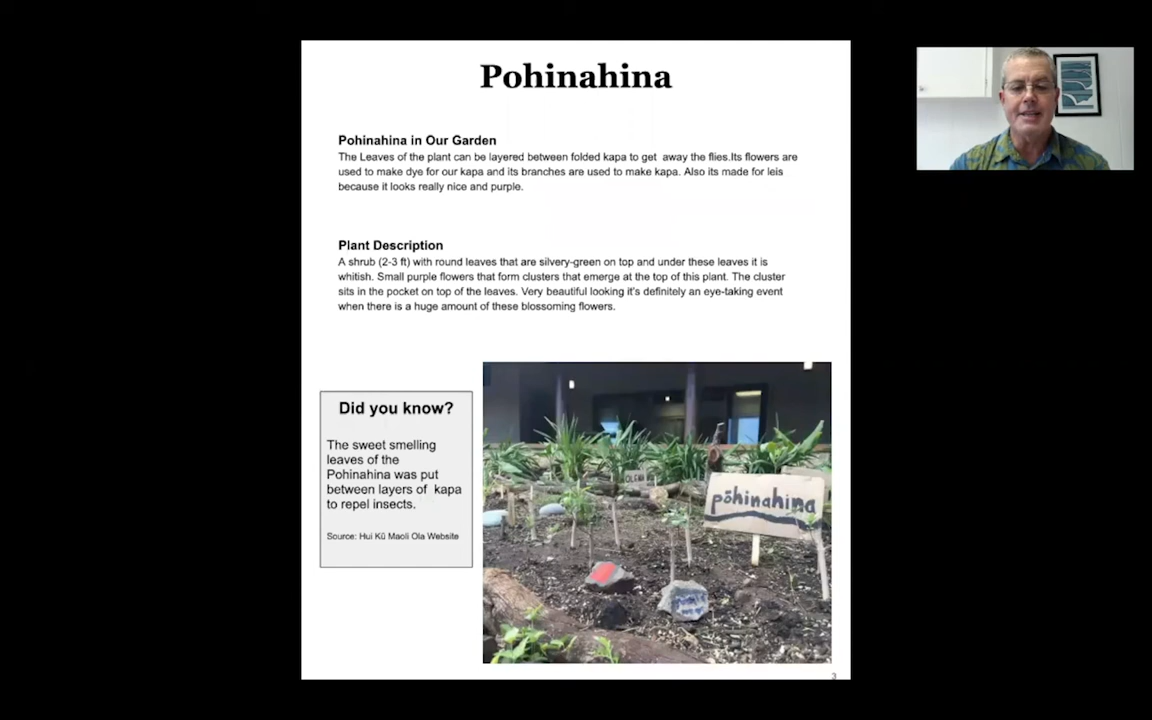 Pohinahina
Pohinahina in Our Garden
The Leaves of the plant can be layered between folded kapa to get  away the flies.Its flowers are
used to make dye for our kapa and its branches are used to make kapa. Also its made for leis
because it looks really nice and purple.
Plant Description
A shrub (2-3 ft) with round leaves that are silvery-green on top and under these leaves it is
whitish. Small purple flowers that form clusters that emerge at the top of this plant. The cluster
sits in the pocket on top of the leaves. Very beautiful looking it's definitely an eye-taking event
when there is a huge amount of these blossoming flowers.
Did you know?
The sweet smelling
leaves of the
Pohinahina was put
between layers of  kapa
to repel insects.
Source: Hui Kū Maoli Ola Website
pōhinahina
3